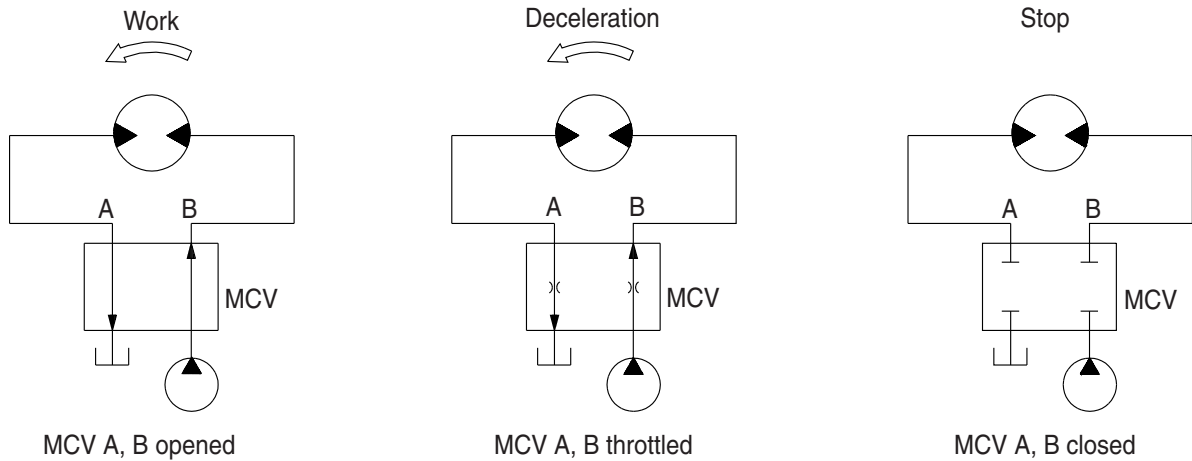 Work
Deceleration
Stop
A B
MCV
A B
MCV
A B
MCV
MCV A, B opened
MCV A, B throttled
MCV A, B closed